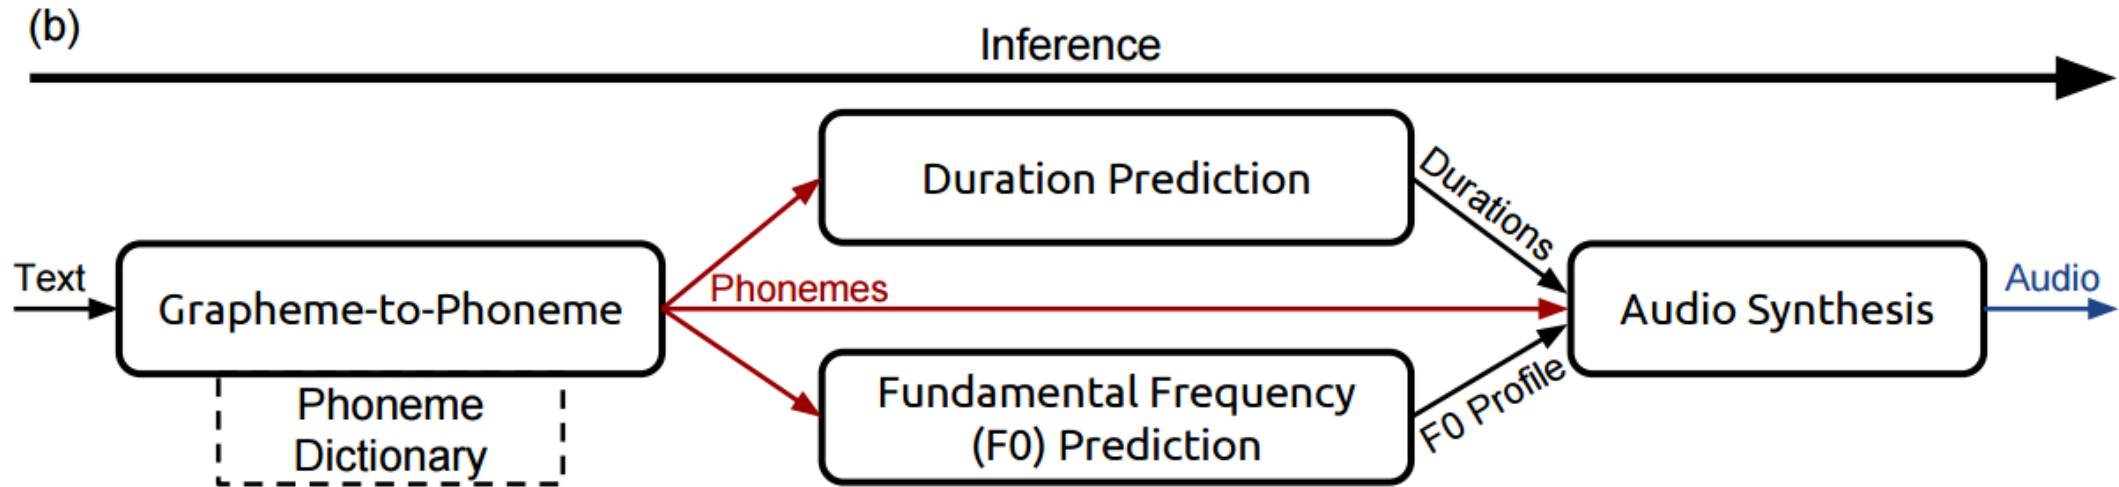 (b)
Inference
Duration Prediction
Durations
Text
Grapheme-to-Phoneme
Phonemes
Audio Synthesis
Audio
Phoneme
Dictionary
Fundamental Frequency
(F0) Prediction
F0 Profile